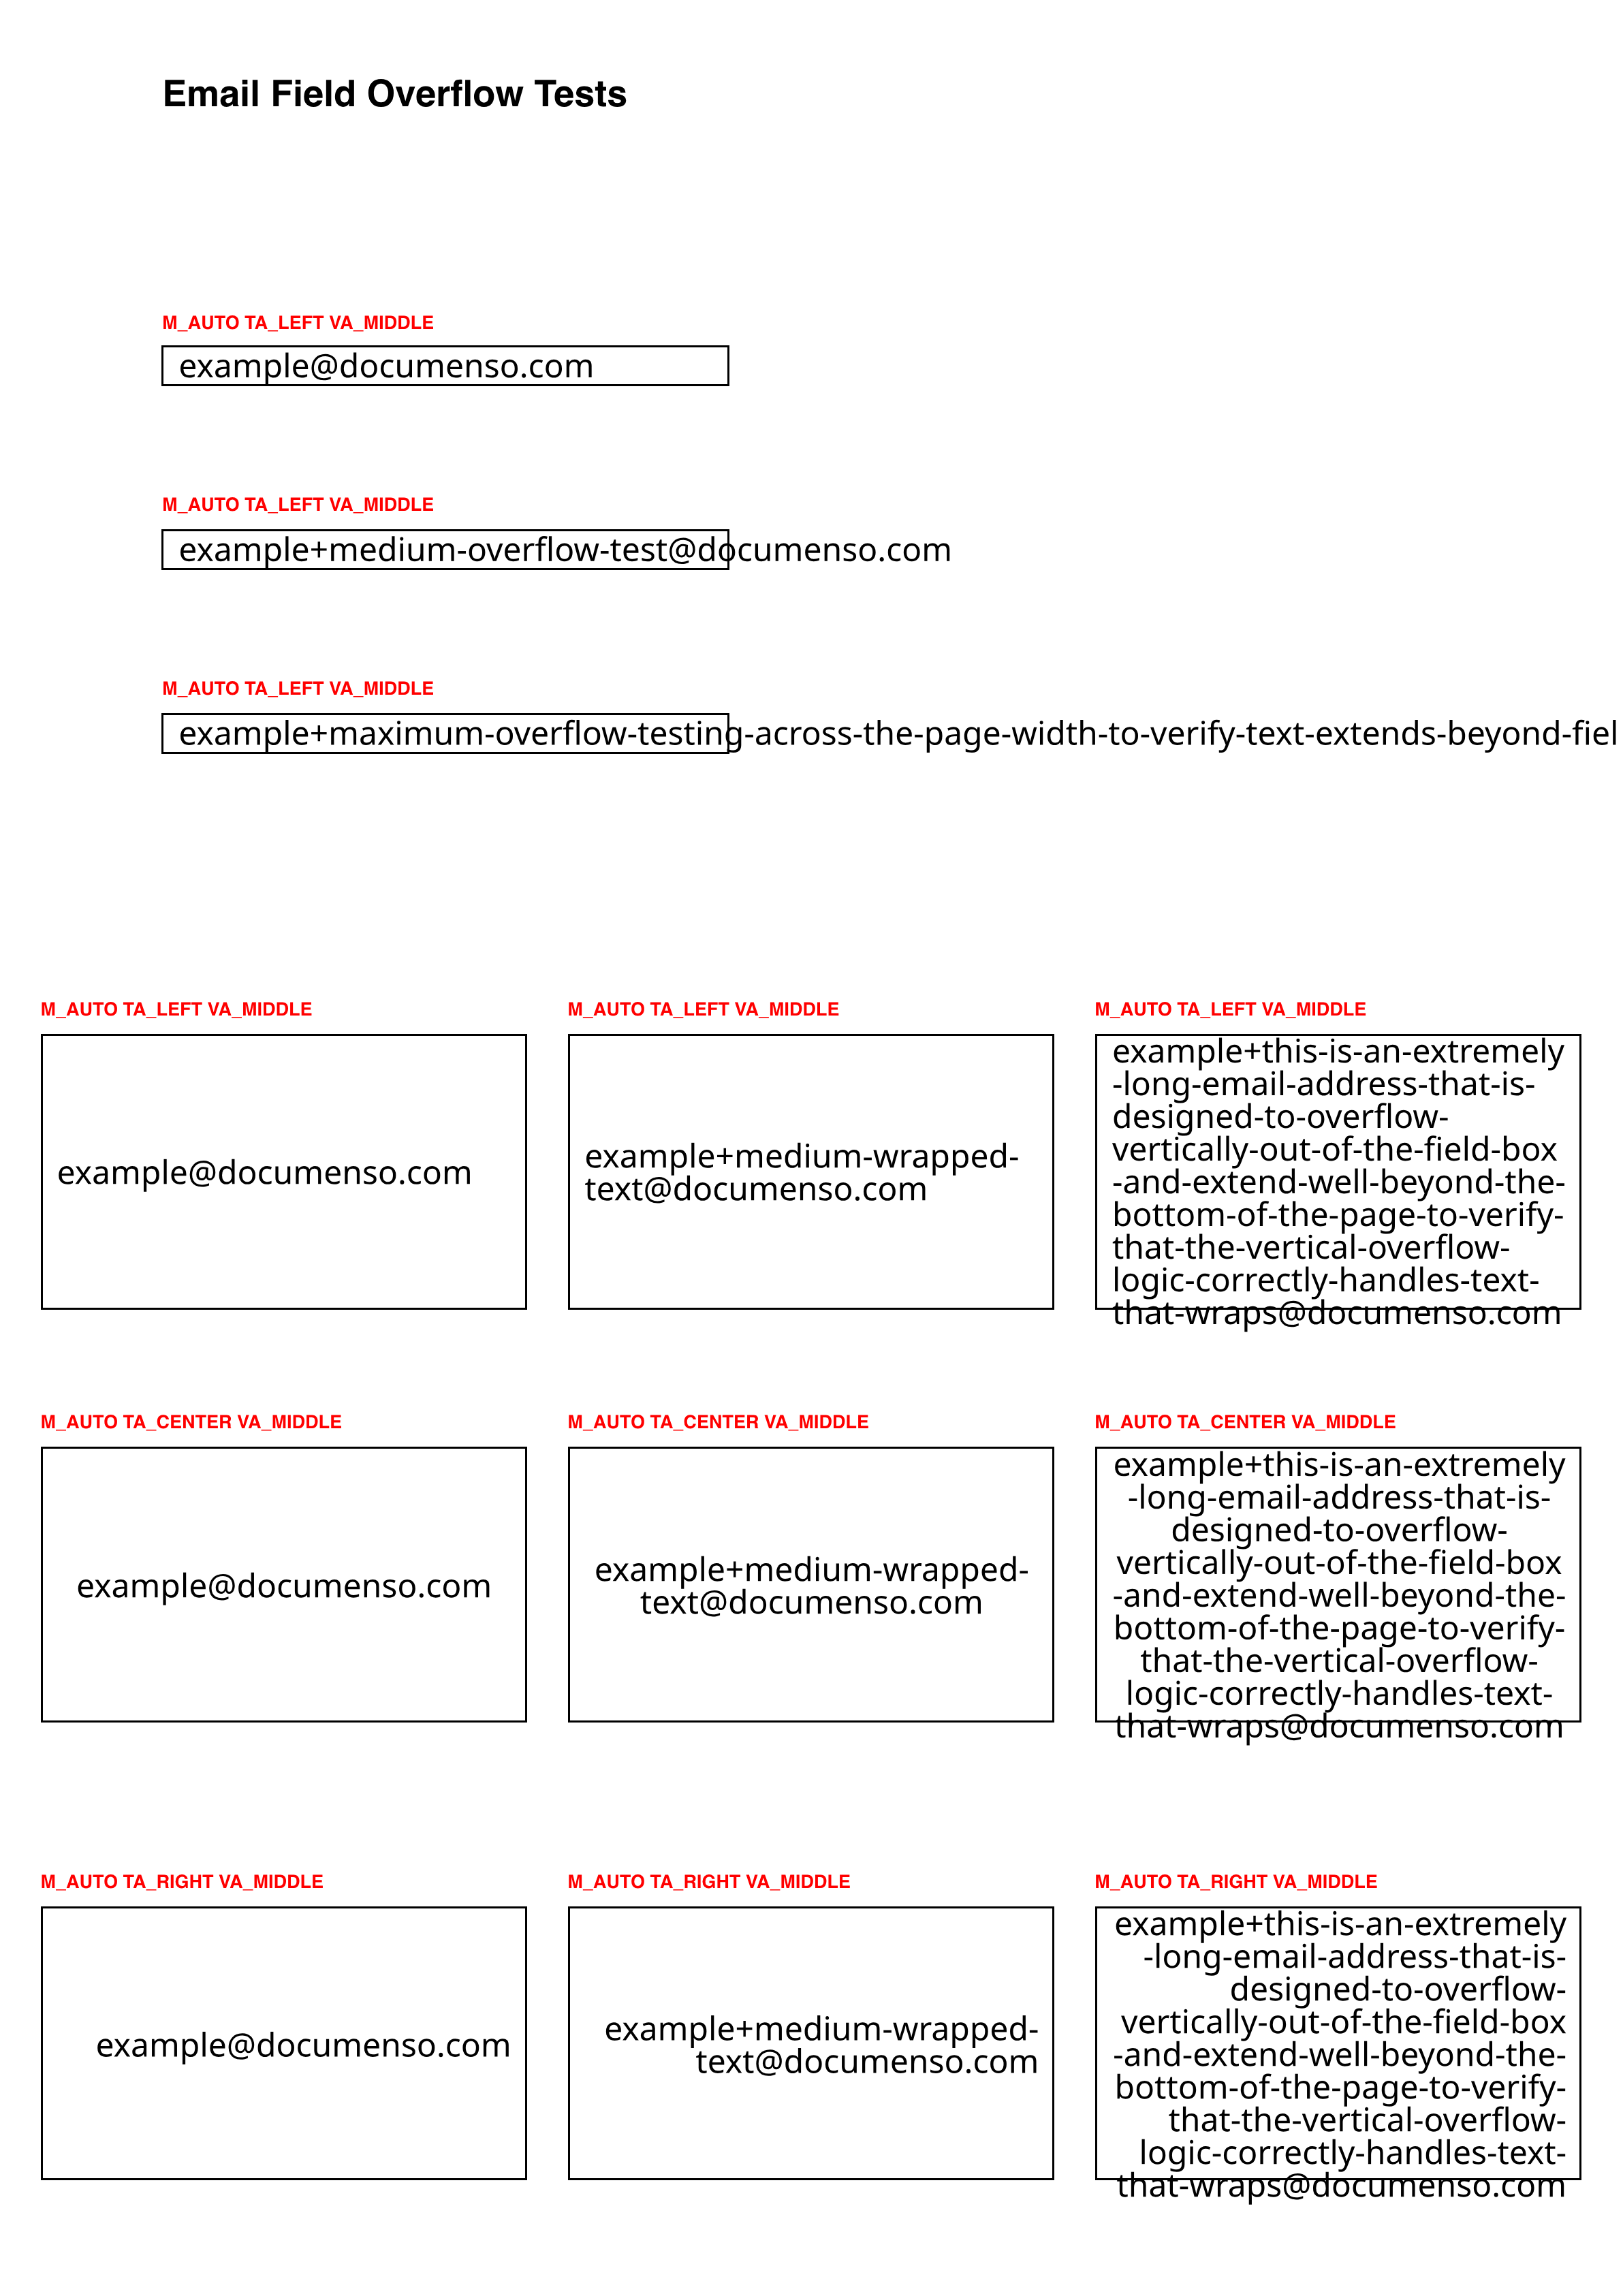 Email Field Overflow Tests
M_AUTO TA_LEFT VA_MIDDLE
example@documenso.com
M_AUTO TA_LEFT VA_MIDDLE
example+medium-overflow-test@documenso.com
M_AUTO TA_LEFT VA_MIDDLE
example+maximum-overflow-testing-across-the-page-width-to-verify-text-extends-beyond-fiel
M_AUTO TA_LEFT VA_MIDDLE
example@documenso.com
M_AUTO TA_LEFT VA_MIDDLE
example+medium-wrapped-
text@documenso.com
M_AUTO TA_LEFT VA_MIDDLE
example+this-is-an-extremely
-long-email-address-that-is-
designed-to-overflow-
vertically-out-of-the-field-box
-and-extend-well-beyond-the-
bottom-of-the-page-to-verify-
that-the-vertical-overflow-
logic-correctly-handles-text-
that-wraps@documenso.com
M_AUTO TA_CENTER VA_MIDDLE
example@documenso.com
M_AUTO TA_CENTER VA_MIDDLE
example+medium-wrapped-
text@documenso.com
M_AUTO TA_CENTER VA_MIDDLE
example+this-is-an-extremely
-long-email-address-that-is-
designed-to-overflow-
vertically-out-of-the-field-box
-and-extend-well-beyond-the-
bottom-of-the-page-to-verify-
that-the-vertical-overflow-
logic-correctly-handles-text-
that-wraps@documenso.com
M_AUTO TA_RIGHT VA_MIDDLE
example@documenso.com
M_AUTO TA_RIGHT VA_MIDDLE
example+medium-wrapped-
text@documenso.com
M_AUTO TA_RIGHT VA_MIDDLE
example+this-is-an-extremely
-long-email-address-that-is-
designed-to-overflow-
vertically-out-of-the-field-box
-and-extend-well-beyond-the-
bottom-of-the-page-to-verify-
that-the-vertical-overflow-
logic-correctly-handles-text-
that-wraps@documenso.com